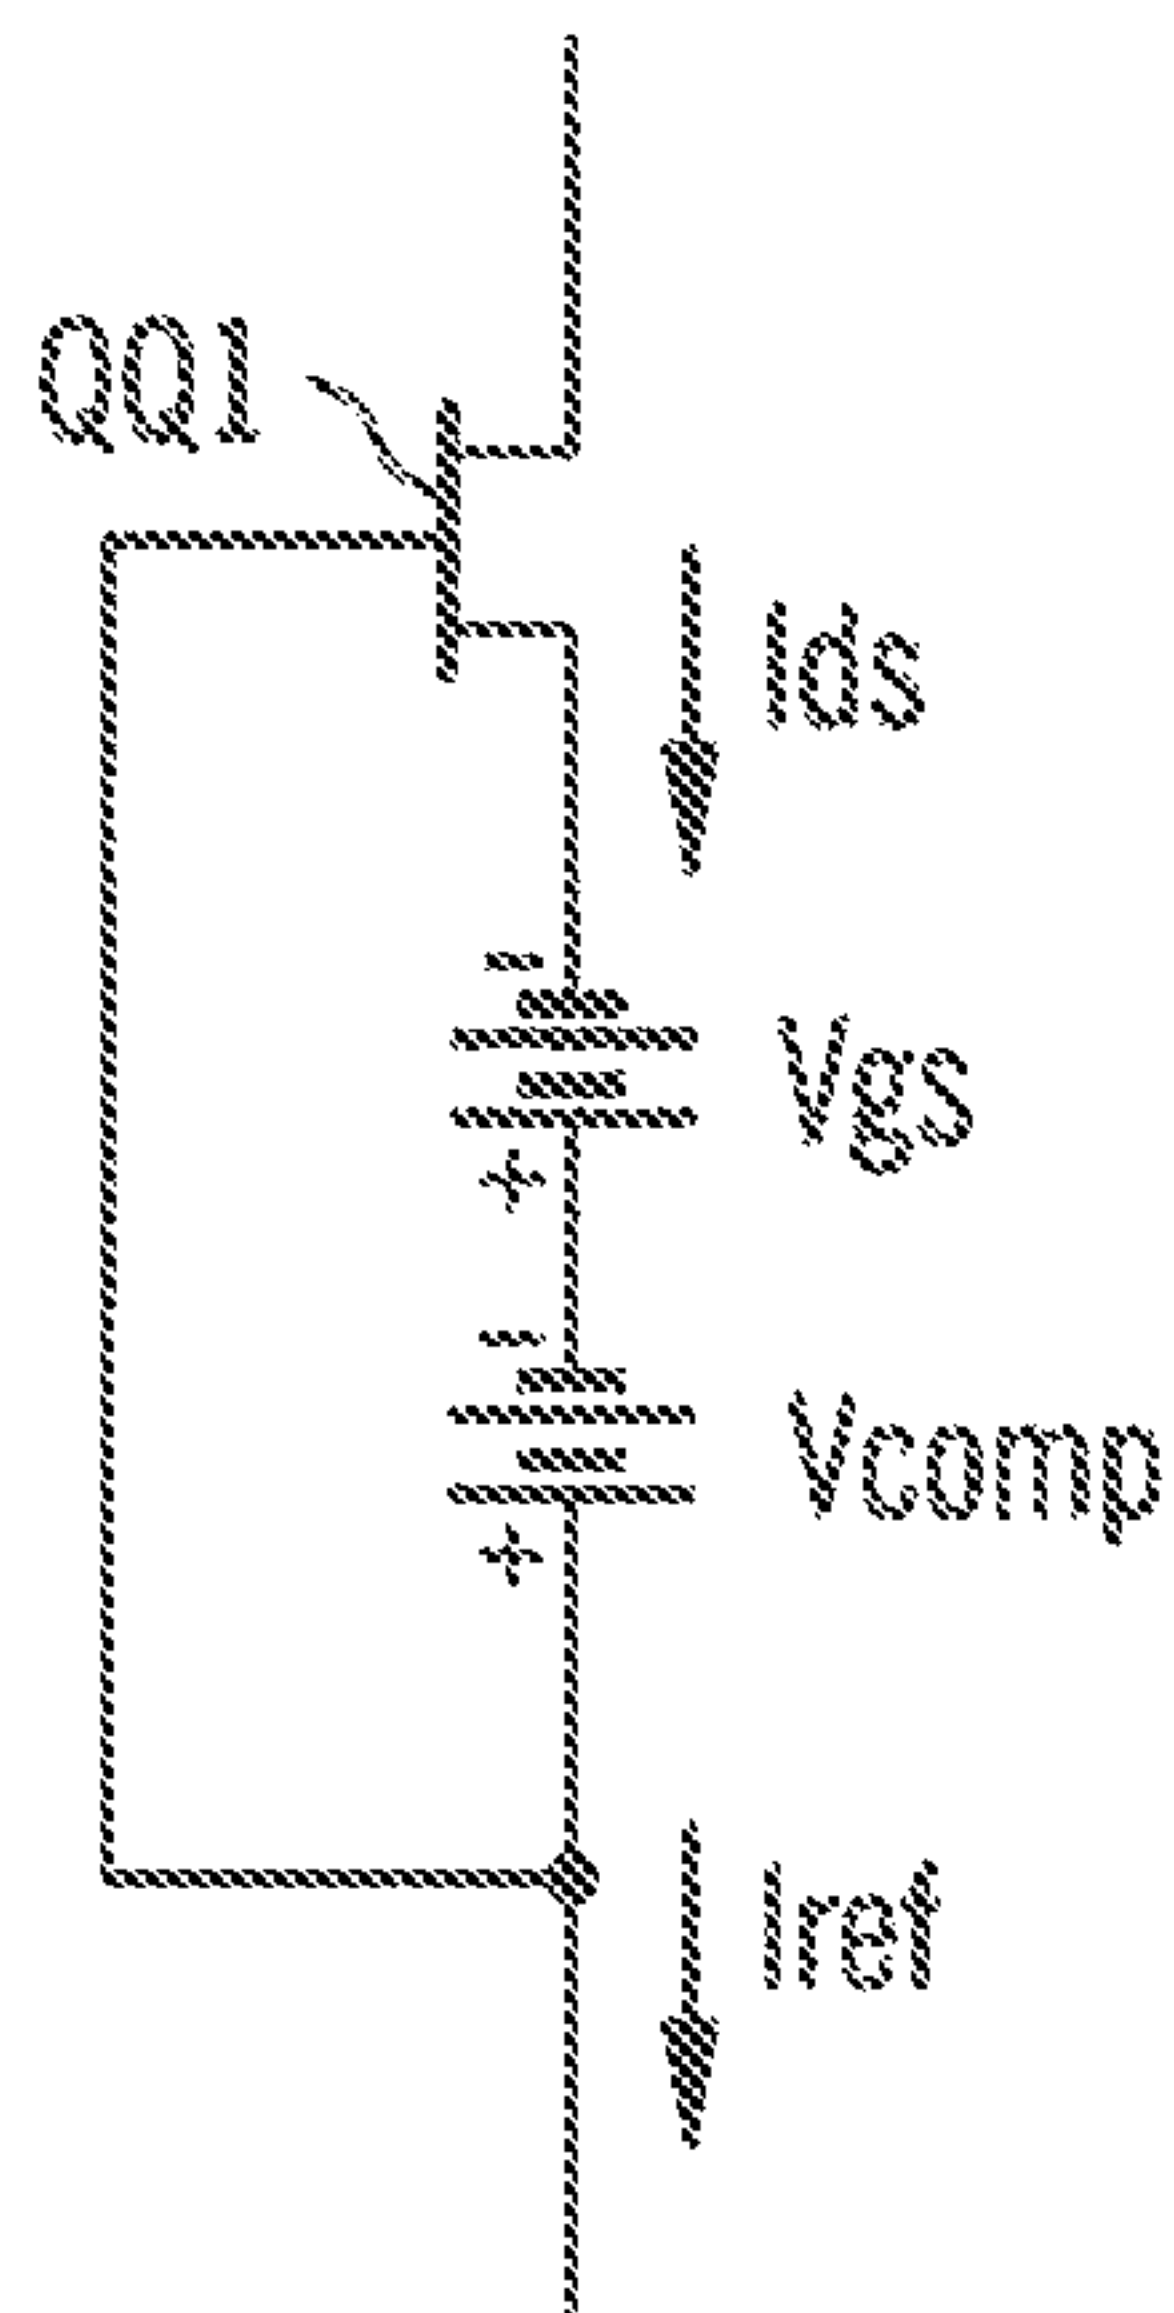 QQ1
Ids
-
Vgs
+
-
Vcomp
+
Iref